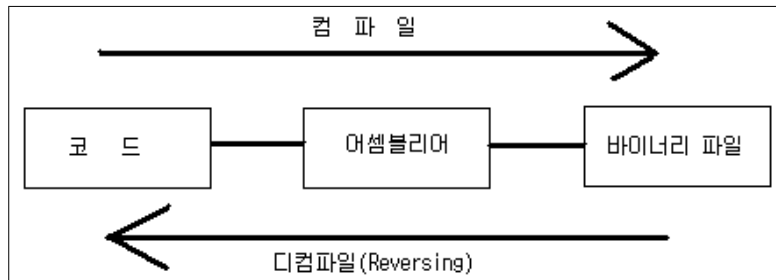 컴 파 일
코 드
어셈블리어
바이너리 파일
디컴파일(Reversing)